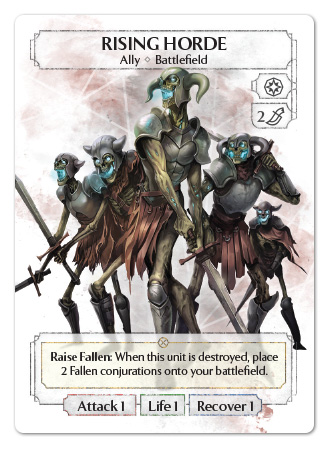 RISING HORDE
Ally ◇ Battlefield
2
Raise Fallen: When this unit is destroyed, place
2 Fallen conjurations onto your battlefield.
Attack 1 Life 1 Recover 1